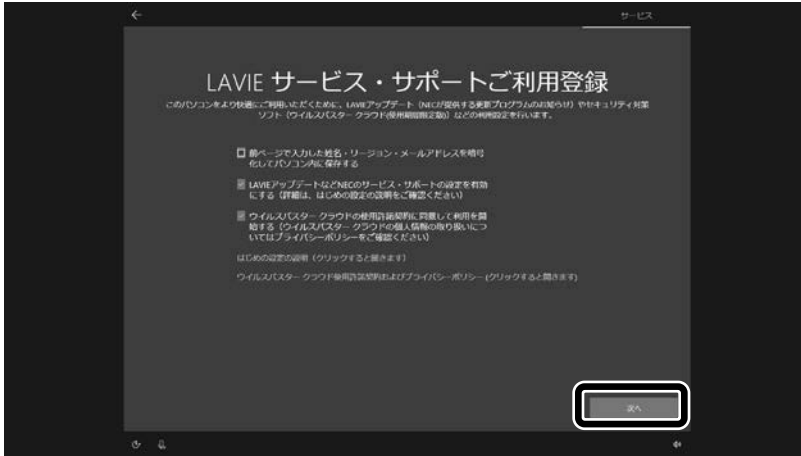 サービス
LAVIE サービス・サポートご利用登録
このパソコンをより快適にご利用いただくために、LAVIEアップデート（NECが提供する更新プログラムのお知らせ）やセキュリティ対策
ソフト（ウイルスバスター クラウド(使用期間限定版)）などの利用設定を行います。
前ページで入力した姓名・リージョン・メールアドレスを暗号
化してパソコン内に保存する
LAVIEアップデートなどNECのサービス・サポートの設定を有効
にする（詳細は、はじめの設定の説明をご確認ください）
ウイルスバスター クラウドの使用許諾契約に同意して利用を開
始する（ウイルスバスター クラウドの個人情報の取り扱いにつ
いてはプライバシーポリシーをご確認ください）
はじめの設定の説明（クリックすると開きます）
ウイルスバスター クラウド使用許諾契約およびプライバシーポリシー (クリックすると開きます)
次へ